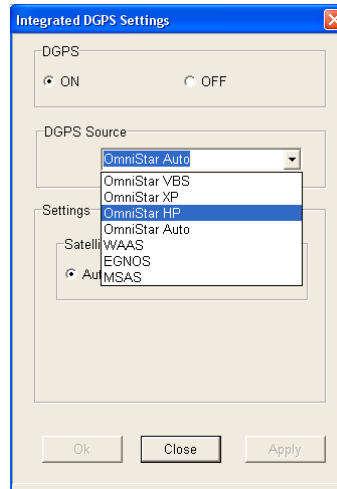 Integrated DGPS Settings
DGPS
ON OFF
DGPS Source
OmniStar Auto
OmniStar VBS
OmniStar XP
Settings OmniStar HP
OmniStar Auto
WAAS
EGNOS
MSAS
Ok Close Apply